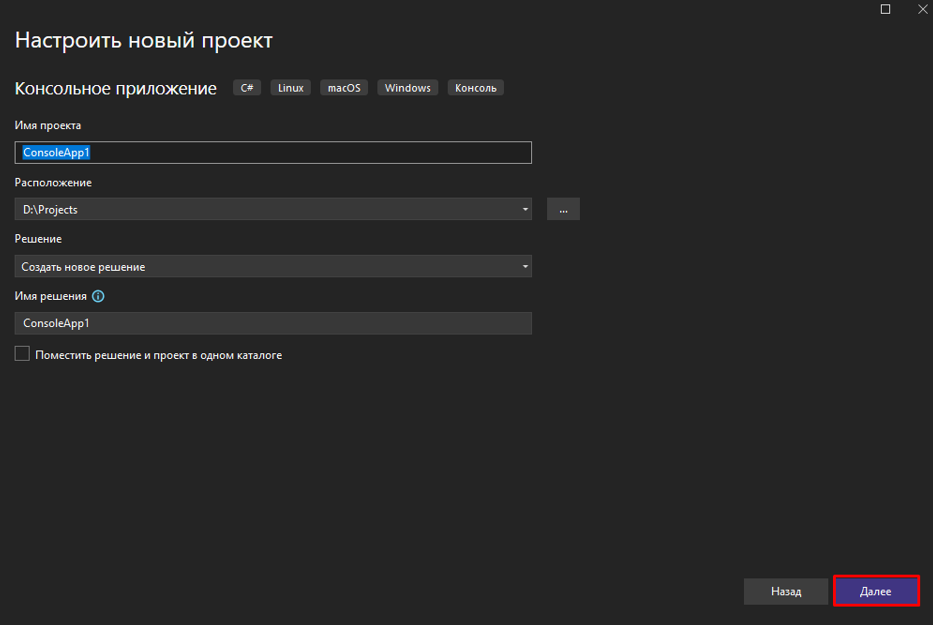 Настроить новый проект
Консольное приложение C# Linux macOS Windows Консоль
Имя проекта
ConsoleApp1
Расположение
D:\Projects ...
Решение
Создать новое решение
Имя решения
ConsoleApp1
Поместить решение и проект в одном каталоге
Назад Далее